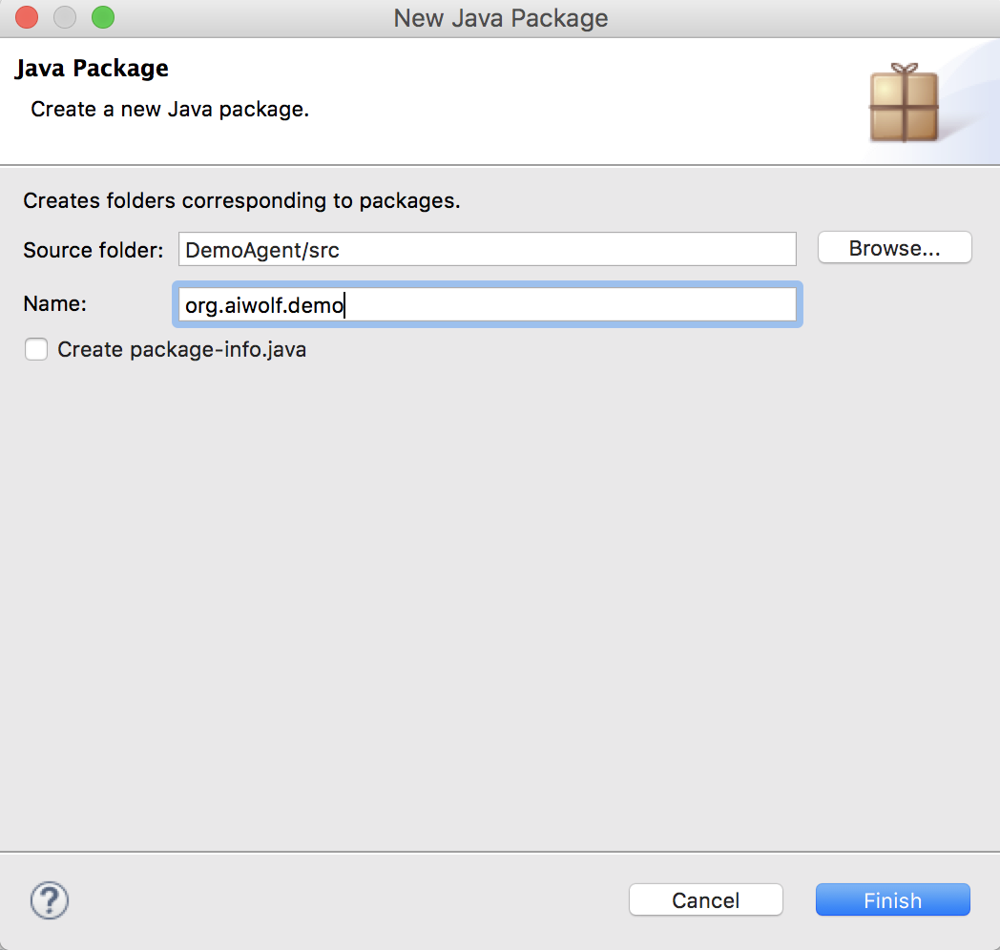 New Java Package
Java Package
Create a new Java package.
Creates folders corresponding to packages.
Source folder: DemoAgent/src Browse...
Name: org.aiwolf.demo
Create package-info.java
? Cancel Finish